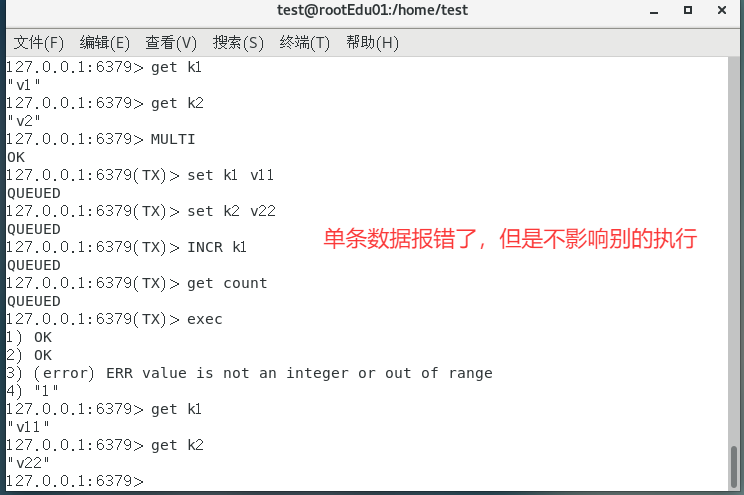 test@rootEdu01:/home/test
文件(F) 编辑(E) 查看(V) 搜索(S) 终端(T) 帮助(H)
127.0.0.1:6379> get k1
"v1"
127.0.0.1:6379> get k2
"v2"
127.0.0.1:6379> MULTI
OK
127.0.0.1:6379(TX)> set k1 v11
QUEUED
127.0.0.1:6379(TX)> set k2 v22
QUEUED
单条数据报错了，但是不影响别的执行
127.0.0.1:6379(TX)> INCR k1
QUEUED
127.0.0.1:6379(TX)> get count
QUEUED
127.0.0.1:6379(TX)> exec
1) OK
2) OK
3) (error) ERR value is not an integer or out of range
4) "1"
127.0.0.1:6379> get k1
"v11"
127.0.0.1:6379> get k2
"v22"
127.0.0.1:6379>